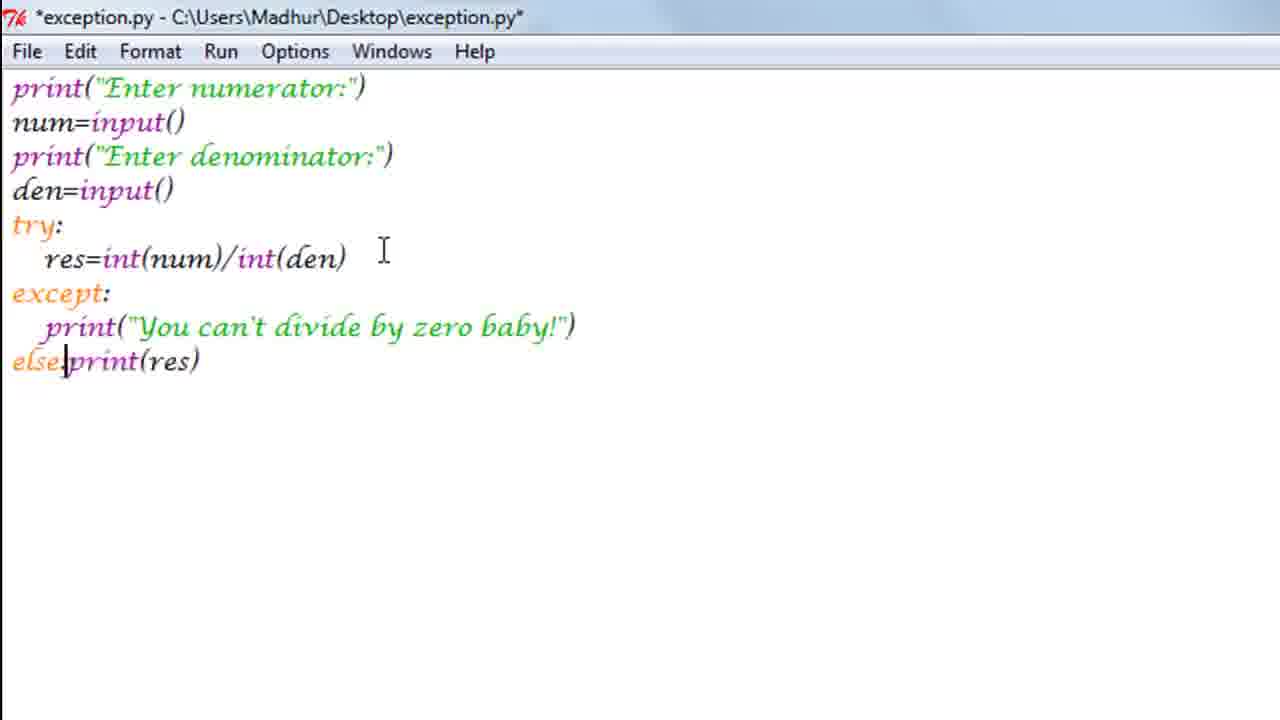 *exception.py - C:\Users\Madhur\Desktop\exception.py*
File Edit Format Run Options Windows Help
print("Enter numerator:")
num=input()
print("Enter denominator:")
den=input()
try:
    res=int(num)/int(den)
except:
    print("You can't divide by zero baby!")
else:print(res)